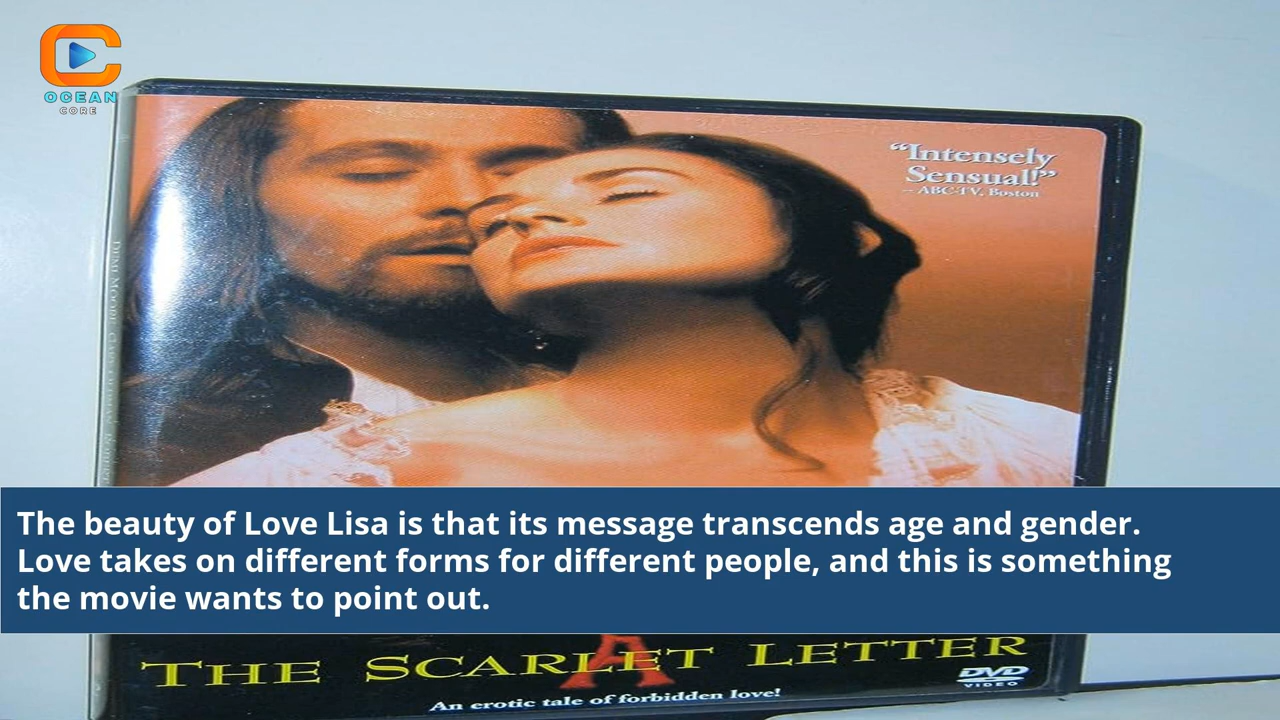 OCEAN
CORE
“Intensely
Sensual!”
– ABC-TV, Boston
The beauty of Love Lisa is that its message transcends age and gender.
Love takes on different forms for different people, and this is something
the movie wants to point out.
A
THE SCARLET LETTER
DVD
VIDEO
An erotic tale of forbidden love!